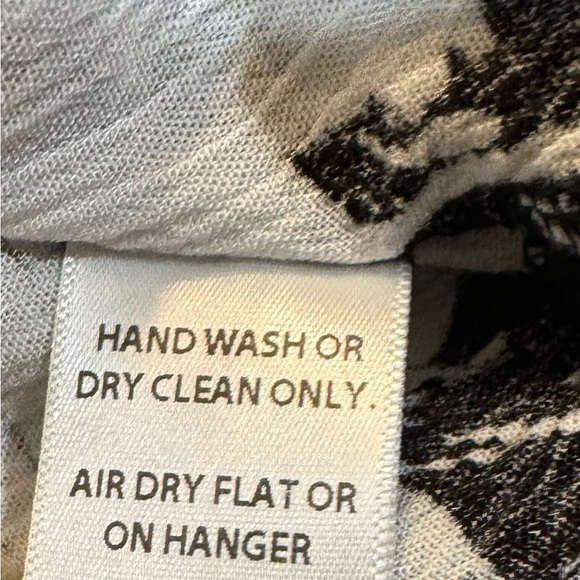 HAND WASH OR
DRY CLEAN ONLY.
AIR DRY FLAT OR
ON HANGER